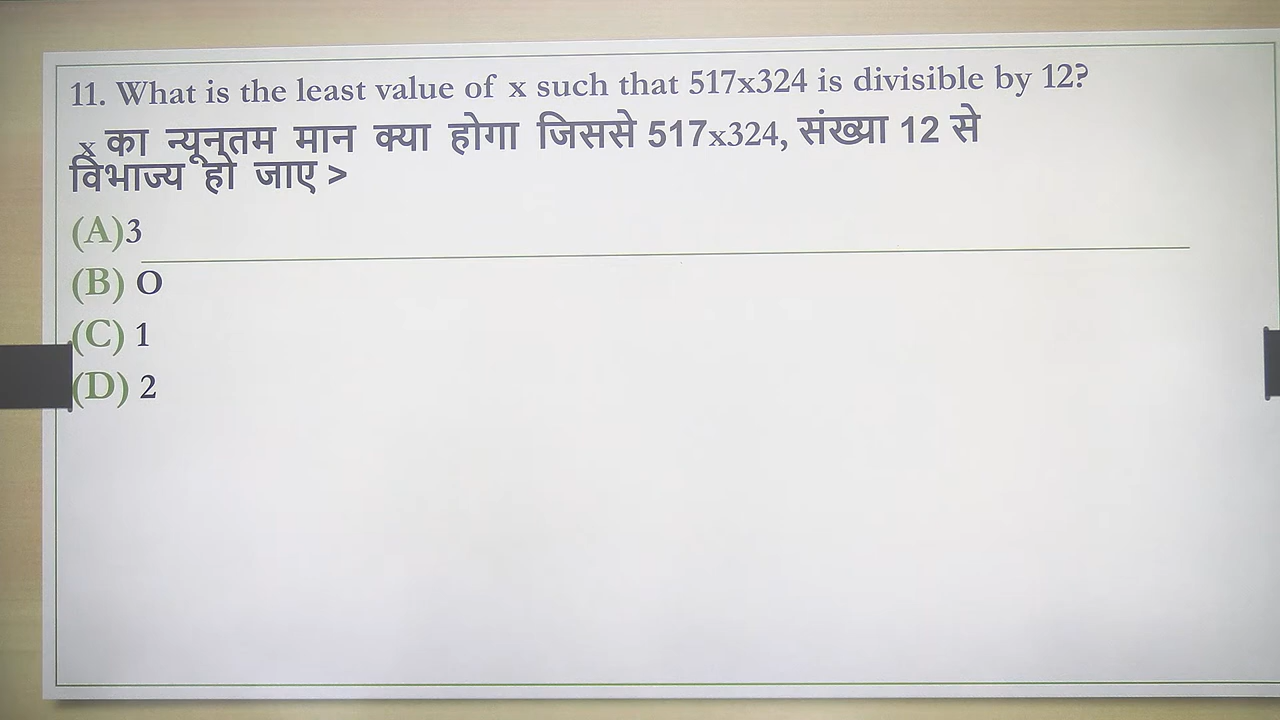 11. What is the least value of x such that 517x324 is divisible by 12?
x का न्यूनतम मान क्या होगा जिससे 517x324, संख्या 12 से
विभाज्य हो जाए >
(A)3
(B) O
(C) 1
(D) 2